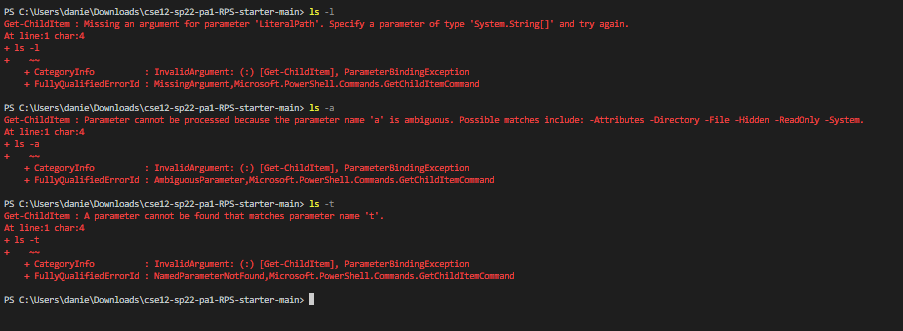 PS C:\Users\danie\Downloads\cse12-sp22-pa1-RPS-starter-main> ls -l
Get-ChildItem : Missing an argument for parameter 'LiteralPath'. Specify a parameter of type 'System.String[]' and try again.
At line:1 char:4
+ ls -l
+    ~~
    + CategoryInfo          : InvalidArgument: (:) [Get-ChildItem], ParameterBindingException
    + FullyQualifiedErrorId : MissingArgument,Microsoft.PowerShell.Commands.GetChildItemCommand

PS C:\Users\danie\Downloads\cse12-sp22-pa1-RPS-starter-main> ls -a
Get-ChildItem : Parameter cannot be processed because the parameter name 'a' is ambiguous. Possible matches include: -Attributes -Directory -File -Hidden -ReadOnly -System.
At line:1 char:4
+ ls -a
+    ~~
    + CategoryInfo          : InvalidArgument: (:) [Get-ChildItem], ParameterBindingException
    + FullyQualifiedErrorId : AmbiguousParameter,Microsoft.PowerShell.Commands.GetChildItemCommand

PS C:\Users\danie\Downloads\cse12-sp22-pa1-RPS-starter-main> ls -t
Get-ChildItem : A parameter cannot be found that matches parameter name 't'.
At line:1 char:4
+ ls -t
+    ~~
    + CategoryInfo          : InvalidArgument: (:) [Get-ChildItem], ParameterBindingException
    + FullyQualifiedErrorId : NamedParameterNotFound,Microsoft.PowerShell.Commands.GetChildItemCommand

PS C:\Users\danie\Downloads\cse12-sp22-pa1-RPS-starter-main>